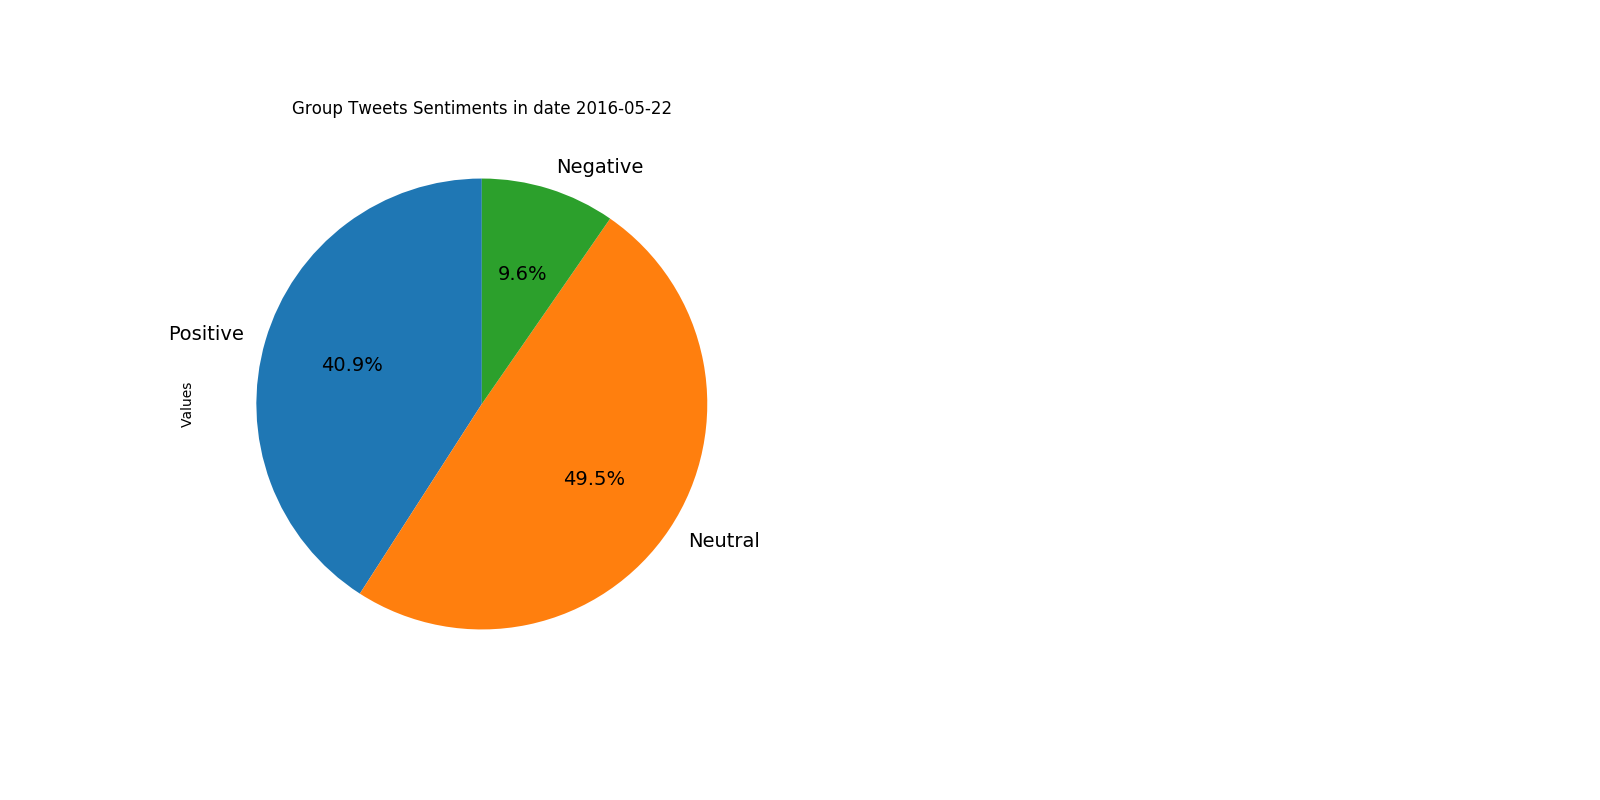 Group Tweets Sentiments in date 2016-05-22
Negative
9.6%
Positive
40.9%
Values
49.5%
Neutral